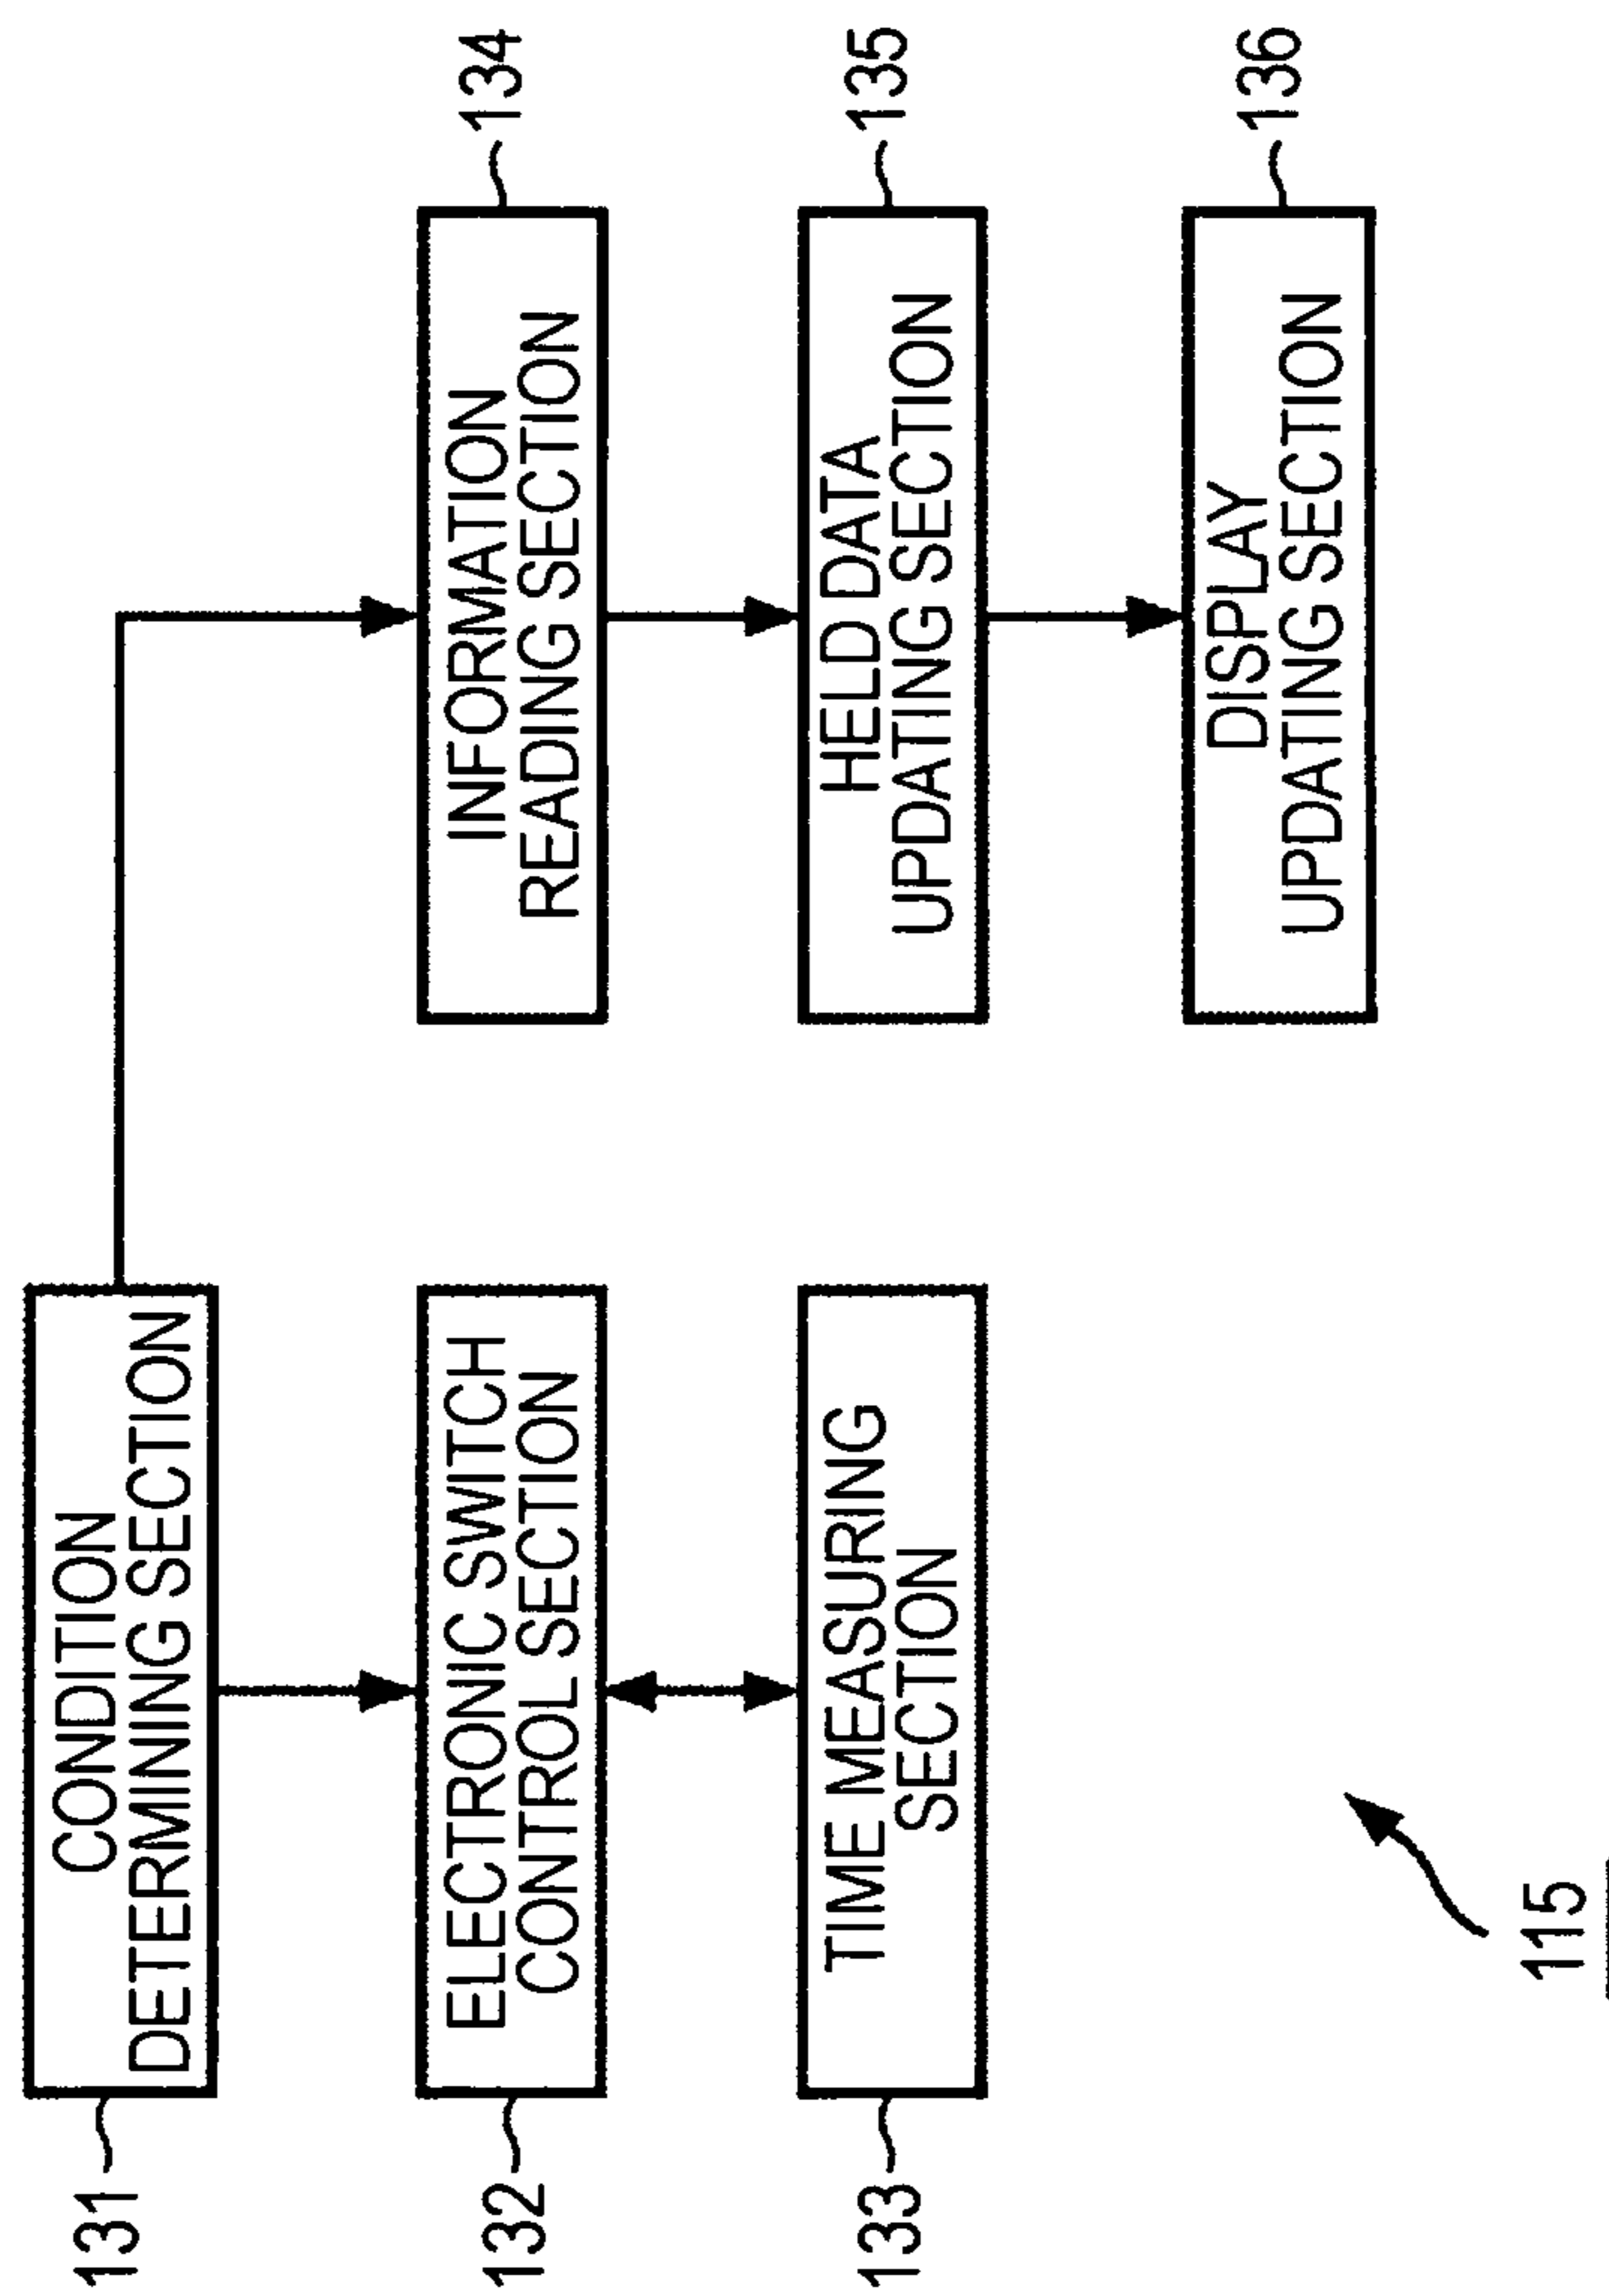 131
CONDITION
DETERMINING SECTION
132
ELECTRONIC SWITCH
CONTROL SECTION
INFORMATION
READING SECTION
134
133
TIME MEASURING
SECTION
HELD DATA
UPDATING SECTION
135
DISPLAY
UPDATING SECTION
136
115